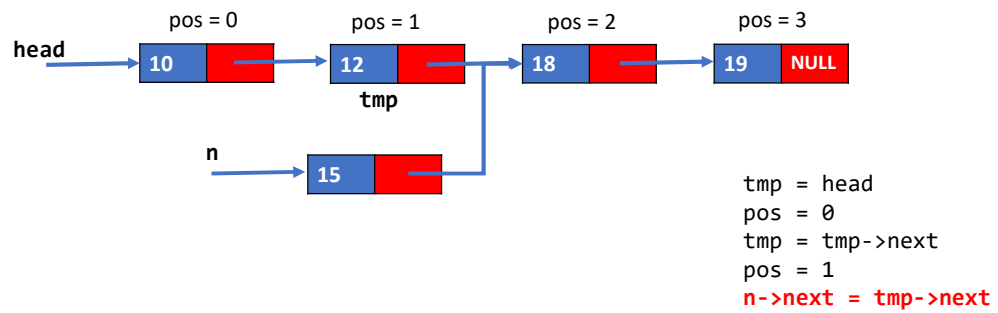 pos = 0 pos = 1 pos = 2 pos = 3
head
10 12 18 19 NULL
tmp
n
15
tmp = head
pos = 0
tmp = tmp->next
pos = 1
n->next = tmp->next